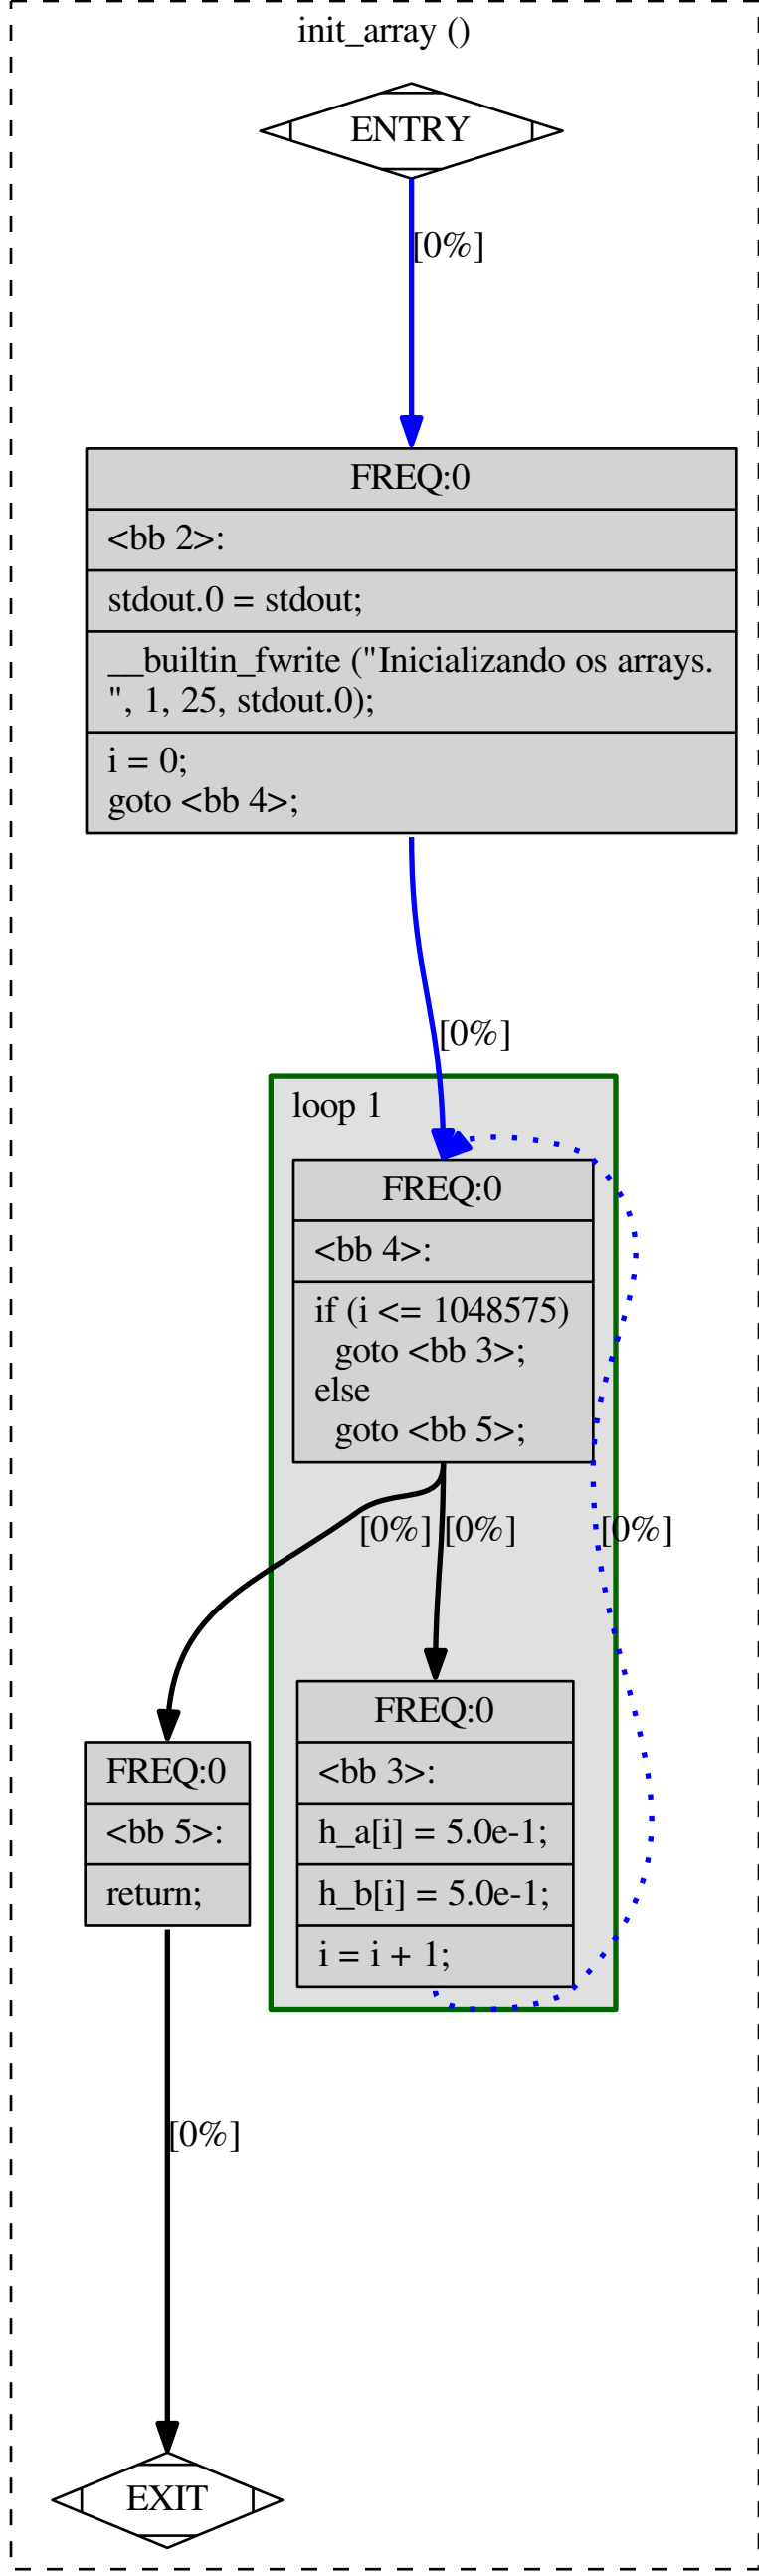 init_array ()
ENTRY
[0%]
FREQ:0
<bb 2>:
stdout.0 = stdout;
__builtin_fwrite ("Inicializando os arrays.
", 1, 25, stdout.0);
i = 0;
goto <bb 4>;
[0%]
loop 1
FREQ:0
<bb 4>:
if (i <= 1048575)
goto <bb 3>;
else
goto <bb 5>;
[0%] [0%] [0%]
FREQ:0
<bb 3>:
h_a[i] = 5.0e-1;
h_b[i] = 5.0e-1;
i = i + 1;
FREQ:0
<bb 5>:
return;
[0%]
EXIT